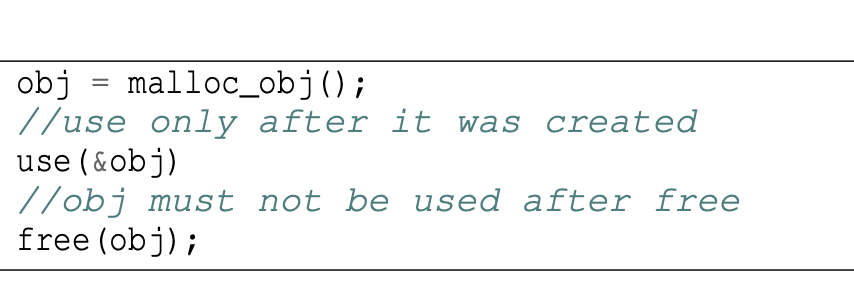 obj = malloc_obj();
//use only after it was created
use(&obj)
//obj must not be used after free
free(obj);